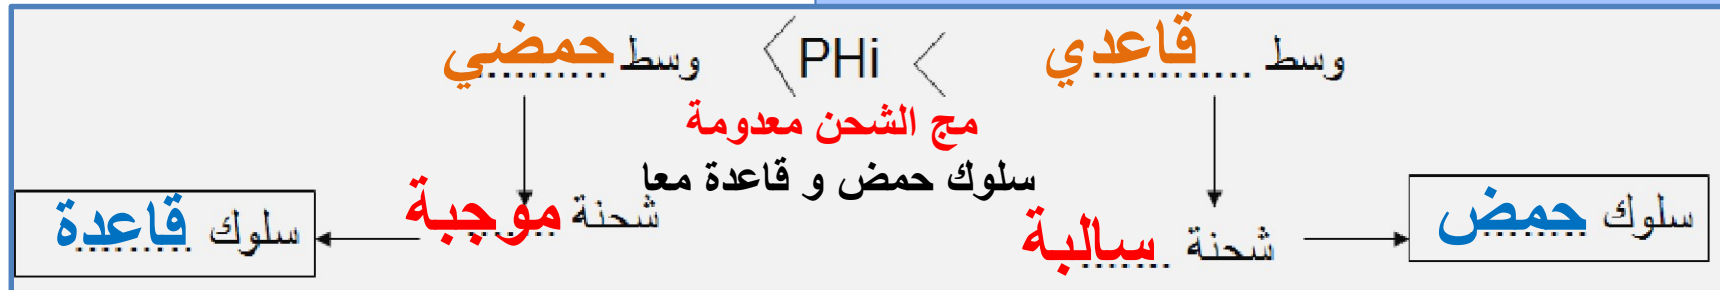 وسط قاعدي > PHi > وسط حمضي
مج الشحن معدومة
سلوك حمض و قاعدة معا
سلوك حمض شحنة سالبة شحنة موجبة سلوك قاعدة